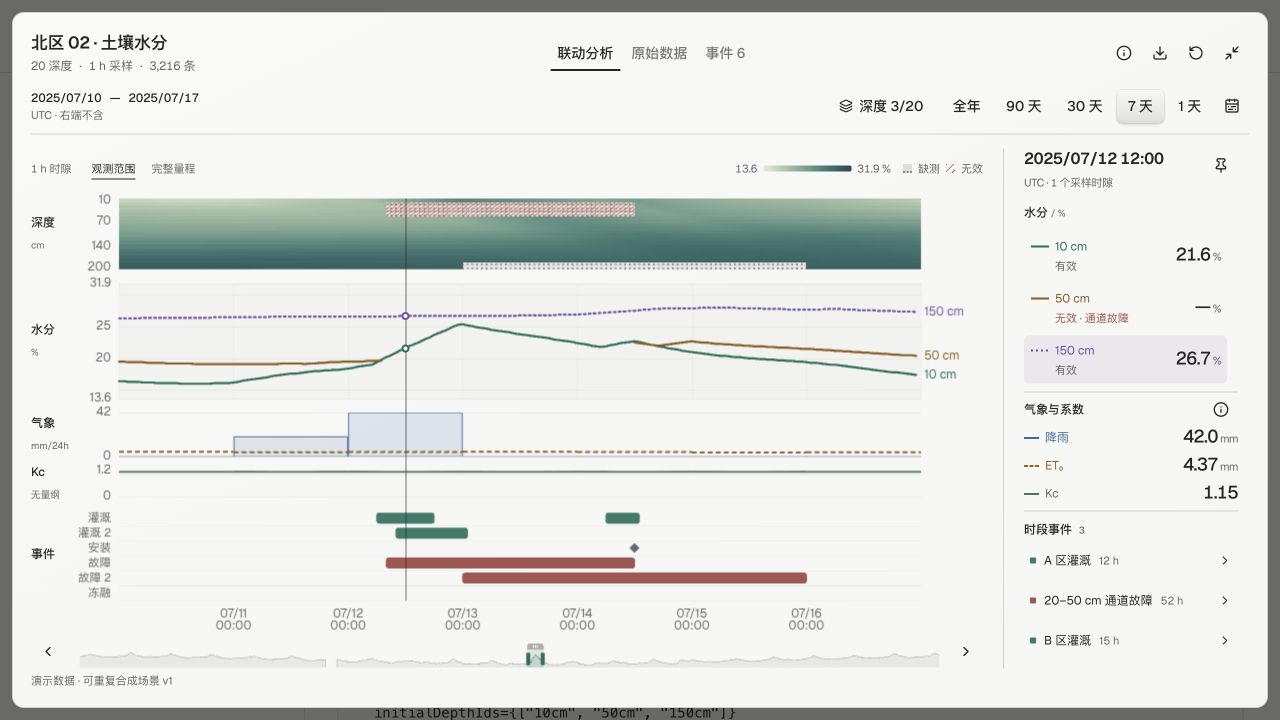 北区 02 · 土壤水分
20 深度 · 1 h 采样 · 3,216 条
联动分析 原始数据 事件 6
2025/07/10 — 2025/07/17
UTC · 右端不含
深度 3/20 全年 90 天 30 天 7 天 1 天
1 h 时隙 观测范围 完整量程
13.6 31.9 % 缺测 无效
深度
cm
10
70
140
200
水分
%
31.9
25
20
13.6
150 cm
50 cm
10 cm
气象
mm/24h
42
0
Kc
无量纲
1.2
0
事件
灌溉
灌溉 2
安装
故障
故障 2
冻融
07/11 07/12 07/13 07/14 07/15 07/16
00:00 00:00 00:00 00:00 00:00 00:00
演示数据 · 可重复合成场景 v1
2025/07/12 12:00
UTC · 1 个采样时隙
水分 / %
10 cm
有效
21.6 %
50 cm
无效 · 通道故障
— %
150 cm
有效
26.7 %
气象与系数
降雨 42.0 mm
ET₀ 4.37 mm
Kc 1.15
时段事件 3
A 区灌溉 12 h
20–50 cm 通道故障 52 h
B 区灌溉 15 h
initialDepthIds={["10cm", "50cm", "150cm"]}